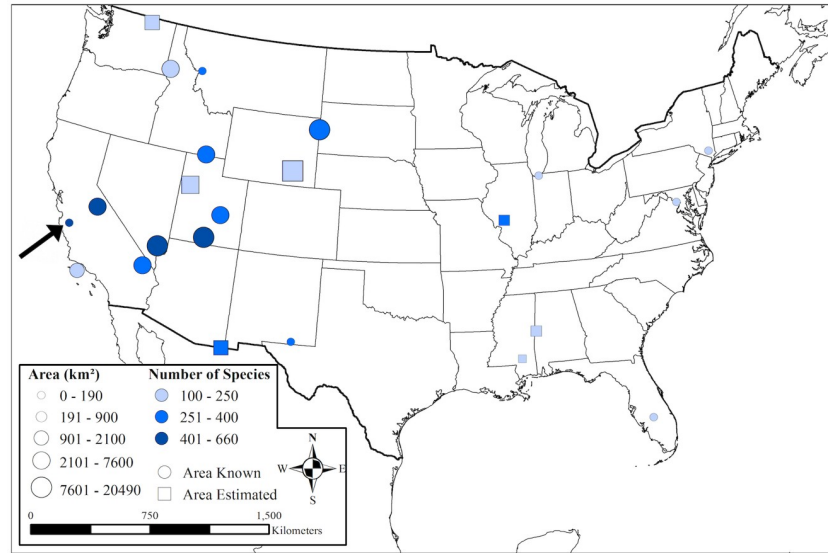 Area (km²)
0 - 190
191 - 900
901 - 2100
2101 - 7600
7601 - 20490
Number of Species
100 - 250
251 - 400
401 - 660
Area Known
Area Estimated
N
W E
S
0 750 1,500
Kilometers